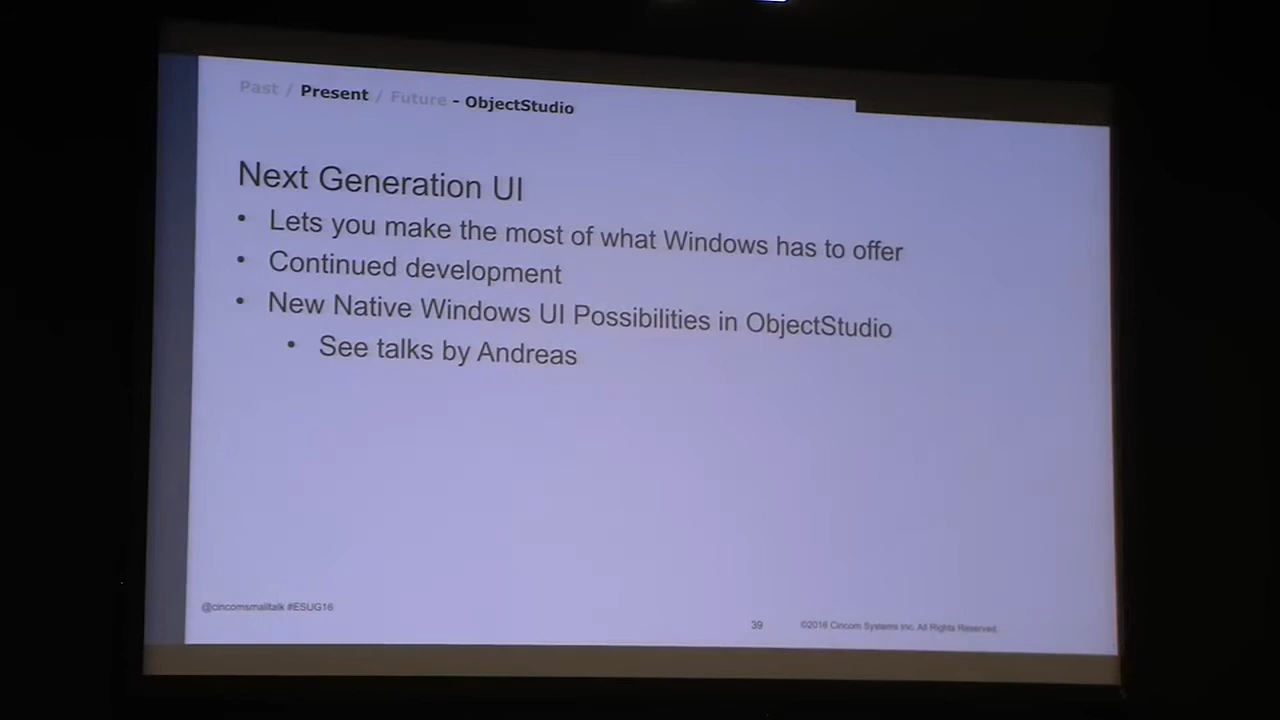 Past / Present / Future - ObjectStudio
Next Generation UI
• Lets you make the most of what Windows has to offer
• Continued development
• New Native Windows UI Possibilities in ObjectStudio
• See talks by Andreas
@cincomsmalltalk #ESUG16
39
©2016 Cincom Systems Inc. All Rights Reserved.